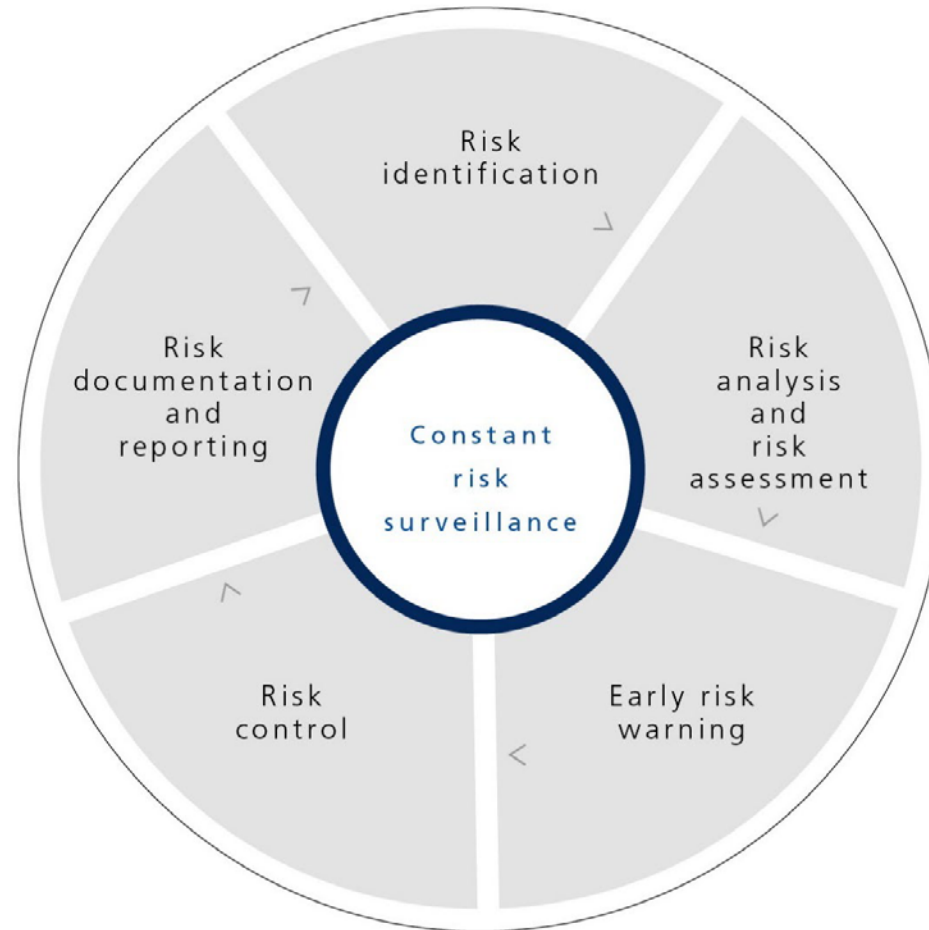 Risk
identification
Risk
analysis
and
risk
assessment
Early risk
warning
Risk
control
Risk
documentation
and
reporting
Constant
risk
surveillance